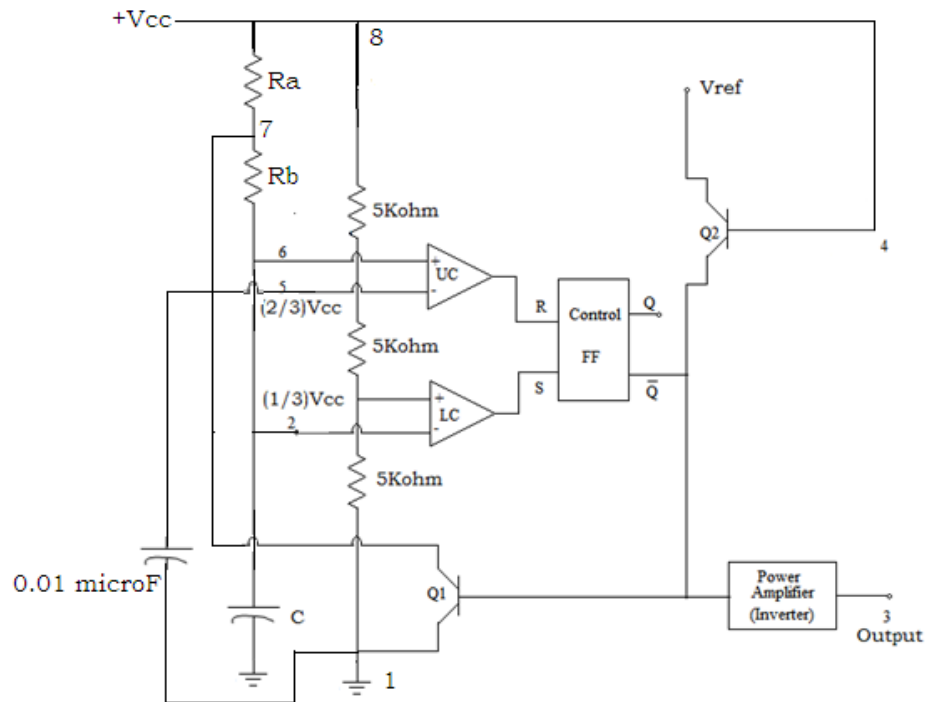 +Vcc
8
Ra
7
Vref
Rb
5Kohm
Q2
4
6
+
UC
-
5
(2/3)Vcc
R
Control
Q
FF
5Kohm
S
Q̅
(1/3)Vcc
+
LC
-
2
5Kohm
0.01 microF
Q1
Power
Amplifier
(Inverter)
3
Output
C
1